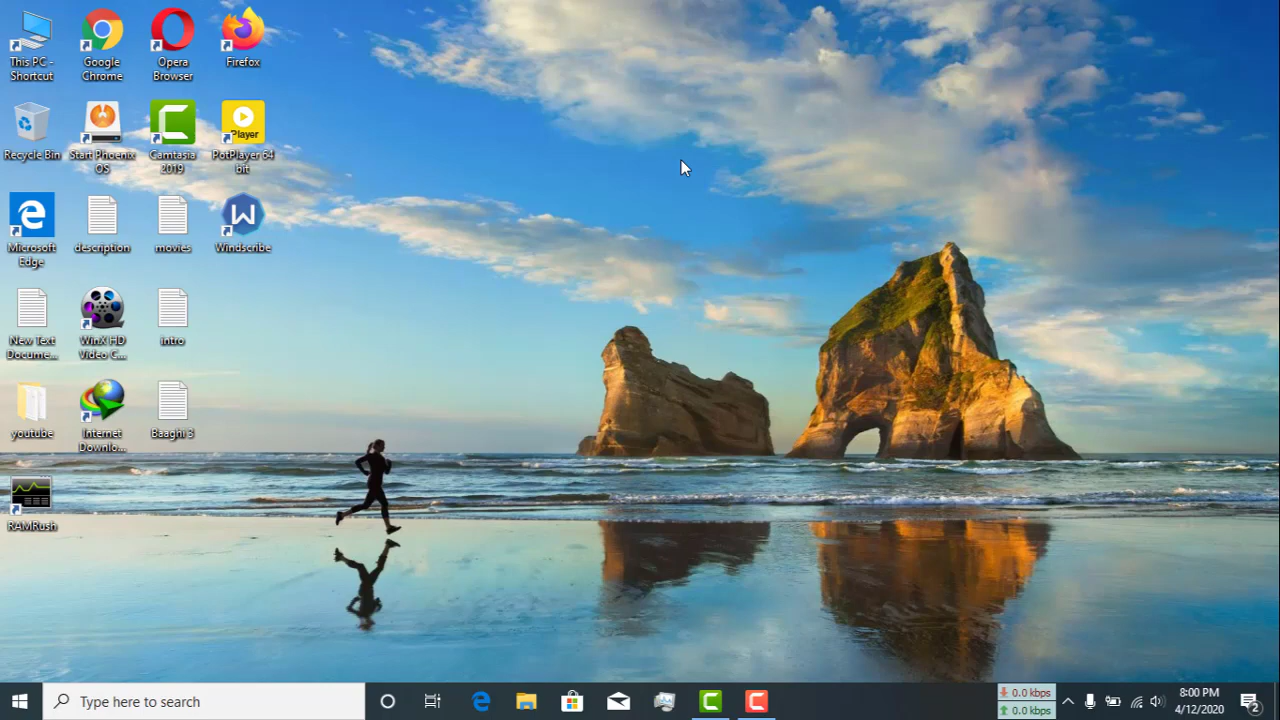 This PC -
Shortcut
Google
Chrome
Opera
Browser
Firefox
Recycle Bin
Start Phoenix
OS
Camtasia
2019
Player
PotPlayer 64
bit
Microsoft
Edge
description
movies
W
Windscribe
New Text
Docume...
WinX HD
Video C...
intro
youtube
Internet
Downlo...
Baaghi 3
RAMRush
Type here to search
0.0 kbps
0.0 kbps
8:00 PM
4/12/2020
2